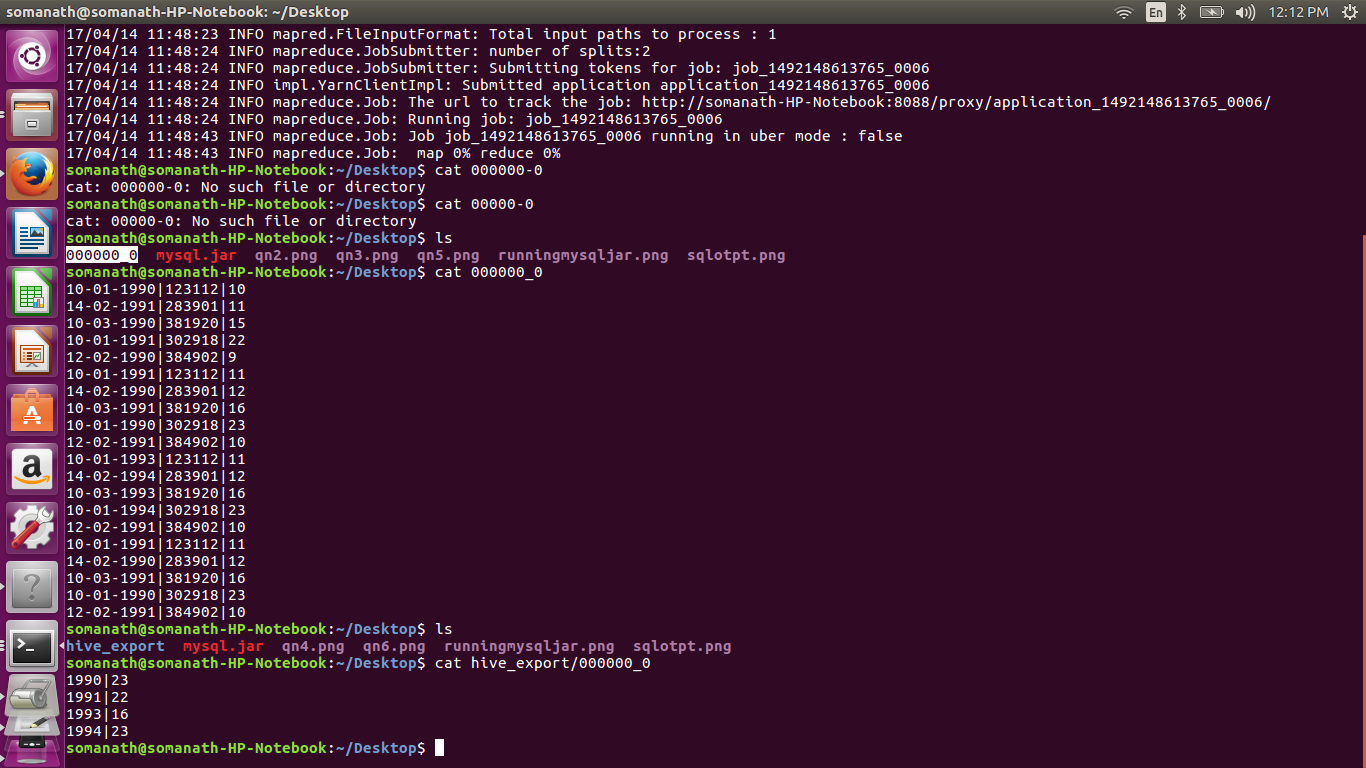 somanath@somanath-HP-Notebook: ~/Desktop
En
12:12 PM
17/04/14 11:48:23 INFO mapred.FileInputFormat: Total input paths to process : 1
17/04/14 11:48:24 INFO mapreduce.JobSubmitter: number of splits:2
17/04/14 11:48:24 INFO mapreduce.JobSubmitter: Submitting tokens for job: job_1492148613765_0006
17/04/14 11:48:24 INFO impl.YarnClientImpl: Submitted application application_1492148613765_0006
17/04/14 11:48:24 INFO mapreduce.Job: The url to track the job: http://somanath-HP-Notebook:8088/proxy/application_1492148613765_0006/
17/04/14 11:48:24 INFO mapreduce.Job: Running job: job_1492148613765_0006
17/04/14 11:48:43 INFO mapreduce.Job: Job job_1492148613765_0006 running in uber mode : false
17/04/14 11:48:43 INFO mapreduce.Job:  map 0% reduce 0%
somanath@somanath-HP-Notebook:~/Desktop$ cat 000000-0
cat: 000000-0: No such file or directory
somanath@somanath-HP-Notebook:~/Desktop$ cat 00000-0
cat: 00000-0: No such file or directory
somanath@somanath-HP-Notebook:~/Desktop$ ls
000000_0  mysql.jar  qn2.png  qn3.png  qn5.png  runningmysqljar.png  sqlotpt.png
somanath@somanath-HP-Notebook:~/Desktop$ cat 000000_0
10-01-1990|123112|10
14-02-1991|283901|11
10-03-1990|381920|15
10-01-1991|302918|22
12-02-1990|384902|9
10-01-1991|123112|11
14-02-1990|283901|12
10-03-1991|381920|16
10-01-1990|302918|23
12-02-1991|384902|10
10-01-1993|123112|11
14-02-1994|283901|12
10-03-1993|381920|16
10-01-1994|302918|23
12-02-1991|384902|10
10-01-1991|123112|11
14-02-1990|283901|12
10-03-1991|381920|16
10-01-1990|302918|23
12-02-1991|384902|10
somanath@somanath-HP-Notebook:~/Desktop$ ls
hive_export  mysql.jar  qn4.png  qn6.png  runningmysqljar.png  sqlotpt.png
somanath@somanath-HP-Notebook:~/Desktop$ cat hive_export/000000_0
1990|23
1991|22
1993|16
1994|23
somanath@somanath-HP-Notebook:~/Desktop$